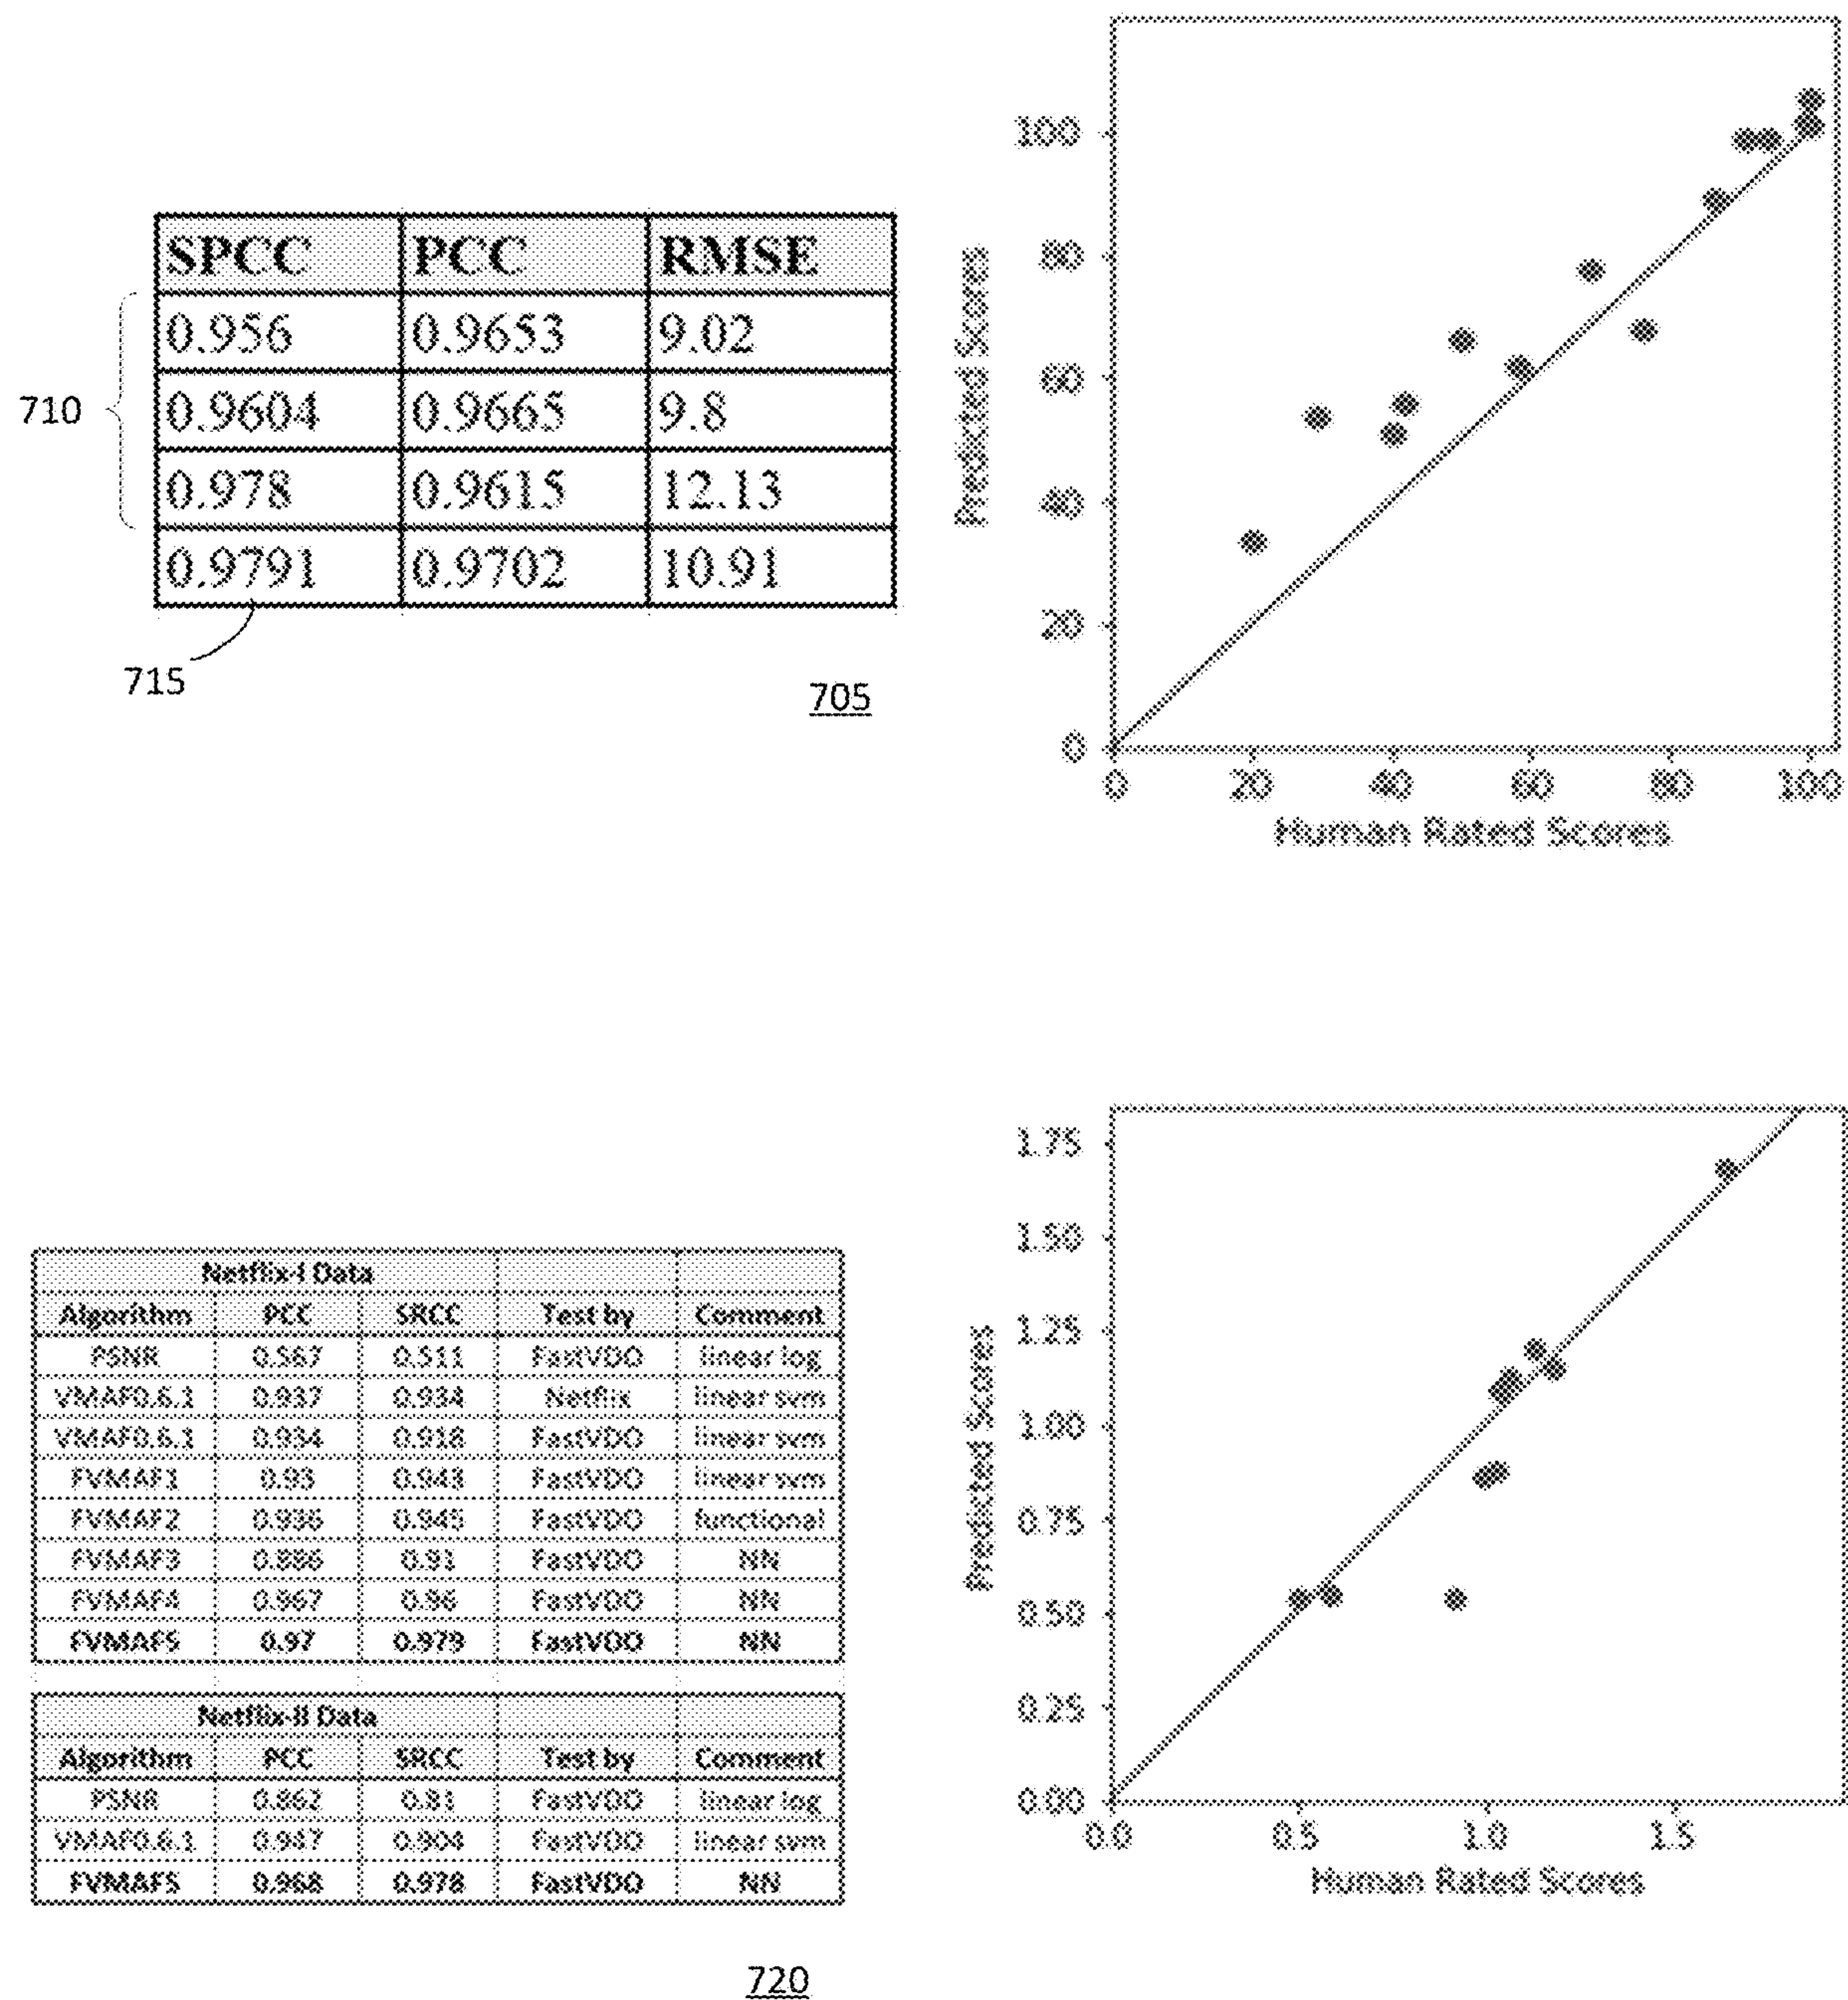 SPCC PCC RMSE
0.956 0.9653 9.02
0.9604 0.9665 9.8
0.978 0.9615 12.13
0.9791 0.9702 10.91
710
715
705
Predicted Scores
100
80
60
40
20
0
0 20 40 60 80 100
Human Rated Scores
Netflix-I Data
Algorithm PCC SRCC Test by Comment
PSNR 0.567 0.511 FastVDO linear log
VMAF0.6.1 0.937 0.934 Netflix linear svm
VMAF0.6.1 0.934 0.918 FastVDO linear svm
FVMAF1 0.93 0.943 FastVDO linear svm
FVMAF2 0.936 0.945 FastVDO functional
FVMAF3 0.886 0.91 FastVDO NN
FVMAF4 0.967 0.96 FastVDO NN
FVMAF5 0.97 0.979 FastVDO NN
Netflix-II Data
Algorithm PCC SRCC Test by Comment
PSNR 0.862 0.81 FastVDO linear log
VMAF0.6.1 0.947 0.904 FastVDO linear svm
FVMAF5 0.968 0.978 FastVDO NN
720
Predicted Scores
1.75
1.50
1.25
1.00
0.75
0.50
0.25
0.00
0.0 0.5 1.0 1.5
Human Rated Scores